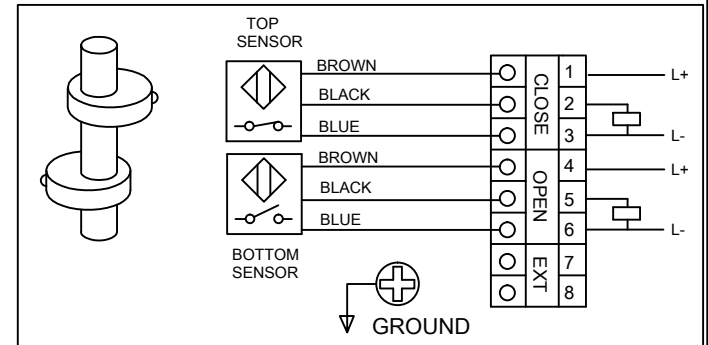 TOP
SENSOR
BROWN
BLACK
BLUE
BROWN
BLACK
BLUE
BOTTOM
SENSOR
CLOSE
OPEN
EXT
1
2
3
4
5
6
7
8
L+
L-
L+
L-
GROUND